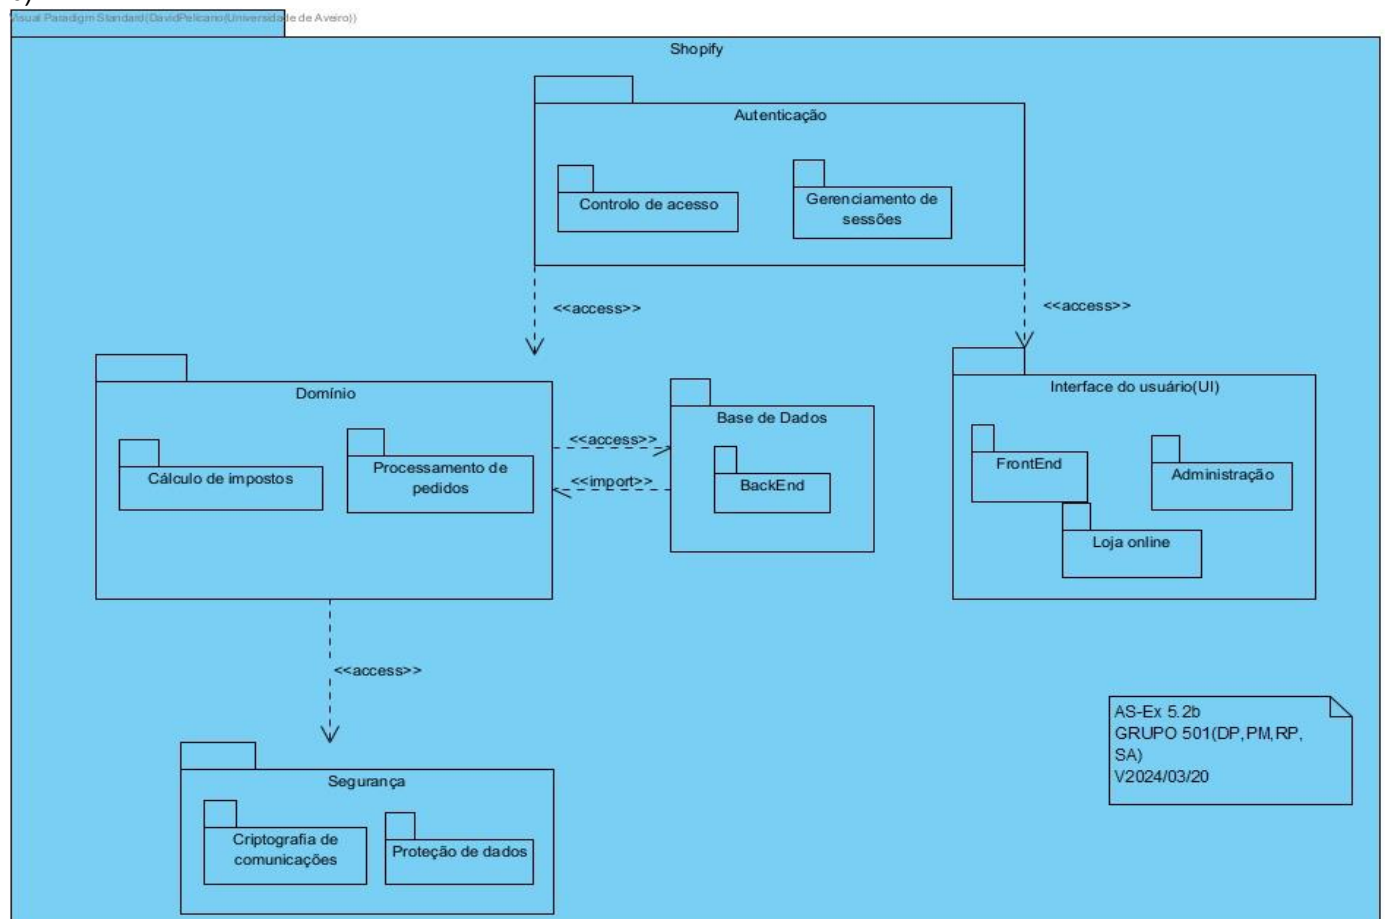 Visual Paradigm Standard(DavidPelicano(Universidade de Aveiro))
Shopify
Autenticação
Controlo de acesso
Gerenciamento de
sessões
<<access>>
<<access>>
Domínio
Cálculo de impostos
Processamento de
pedidos
<<access>>
<<import>>
Base de Dados
BackEnd
Interface do usuário(UI)
FrontEnd
Administração
Loja online
<<access>>
Segurança
Criptografia de
comunicações
Proteção de dados
AS-Ex 5.2b
GRUPO 501(DP,PM,RP,
SA)
V2024/03/20